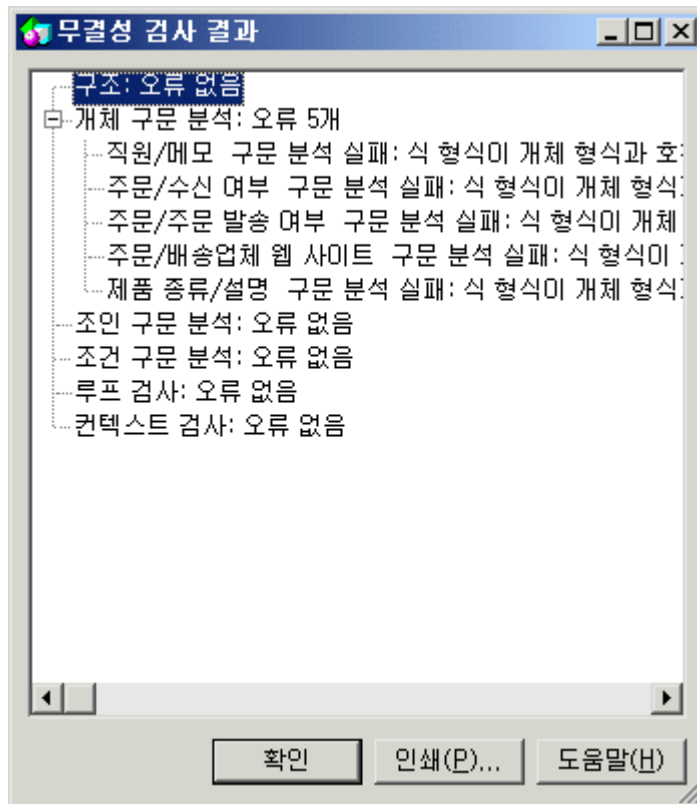 무결성 검사 결과
구조: 오류 없음
개체 구문 분석: 오류 5개
직원/메모 구문 분석 실패: 식 형식이 개체 형식과
주문/수신 여부 구문 분석 실패: 식 형식이 개체
주문/주문 발송 여부 구문 분석 실패: 식 형식이 개체
주문/배송업체 웹 사이트 구문 분석 실패: 식 형식이
제품 종류/설명 구문 분석 실패: 식 형식이 개체
조인 구문 분석: 오류 없음
조건 구문 분석: 오류 없음
루프 검사: 오류 없음
컨텍스트 검사: 오류 없음
확인 인쇄(P)... 도움말(H)